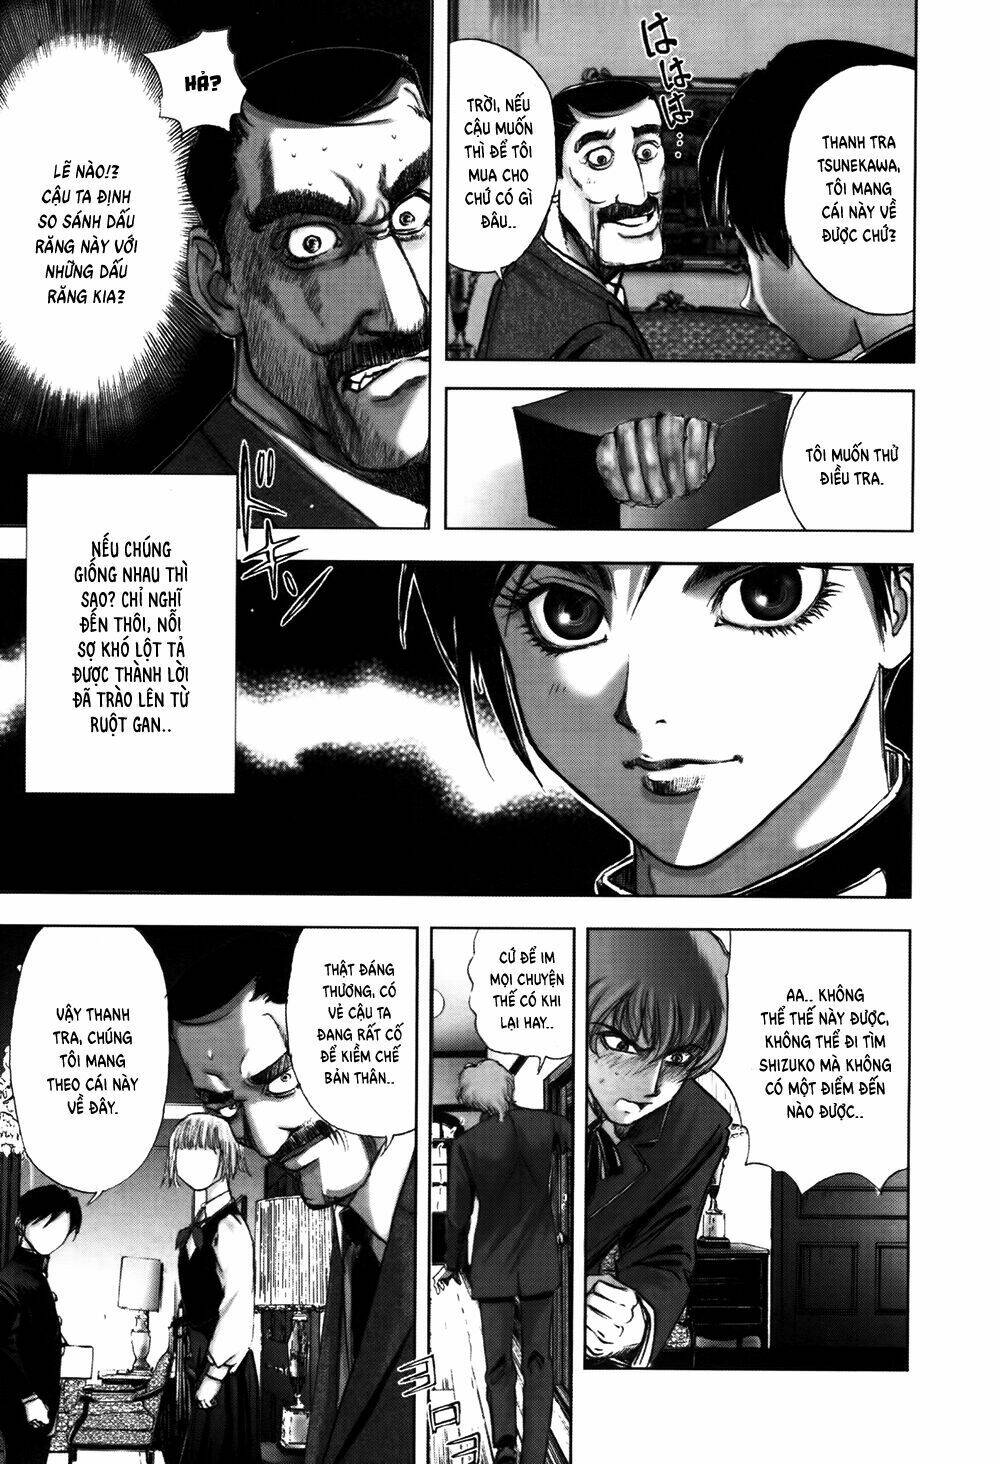 THANH TRA
TSUNEKAWA,
TÔI MANG
CÁI NÀY VỀ
ĐƯỢC CHỨ?
はははは...
TRỜI, NẾU
CẬU MUỐN
THÌ ĐỂ TÔI
MUA CHO
CHỨ CÓ GÌ
ĐÂU..
TÔI MUỐN THỬ
ĐIỀU TRA.
HẢ?
LẼ NÀO!?
CẬU TA ĐỊNH
SO SÁNH DẤU
RĂNG NÀY VỚI
NHỮNG DẤU
RĂNG KIA?
ドキン
NẾU CHÚNG
GIỐNG NHAU THÌ
SAO? CHỈ NGHĨ
ĐẾN THÔI, NỖI
SỢ KHÓ LỘT TẢ
ĐƯỢC THÀNH LỜI
ĐÃ TRÀO LÊN TỪ
RUỘT GAN..
AA.. KHÔNG
THỂ THẾ NÀY ĐƯỢC,
KHÔNG THỂ ĐI TÌM
SHIZUKO MÀ KHÔNG
CÓ MỘT ĐIỂM ĐẾN
NÀO ĐƯỢC..
CỨ ĐỂ IM
MỌI CHUYỆN
THẾ CÓ KHI
LẠI HAY..
ヨロ
THẬT ĐÁNG
THƯƠNG, CÓ
VẺ CẬU TA
ĐANG RẤT CỐ
ĐỂ KIỀM CHẾ
BẢN THÂN..
VẬY THANH
TRA, CHÚNG
TÔI MANG
THEO CÁI NÀY
VỀ ĐÂY.